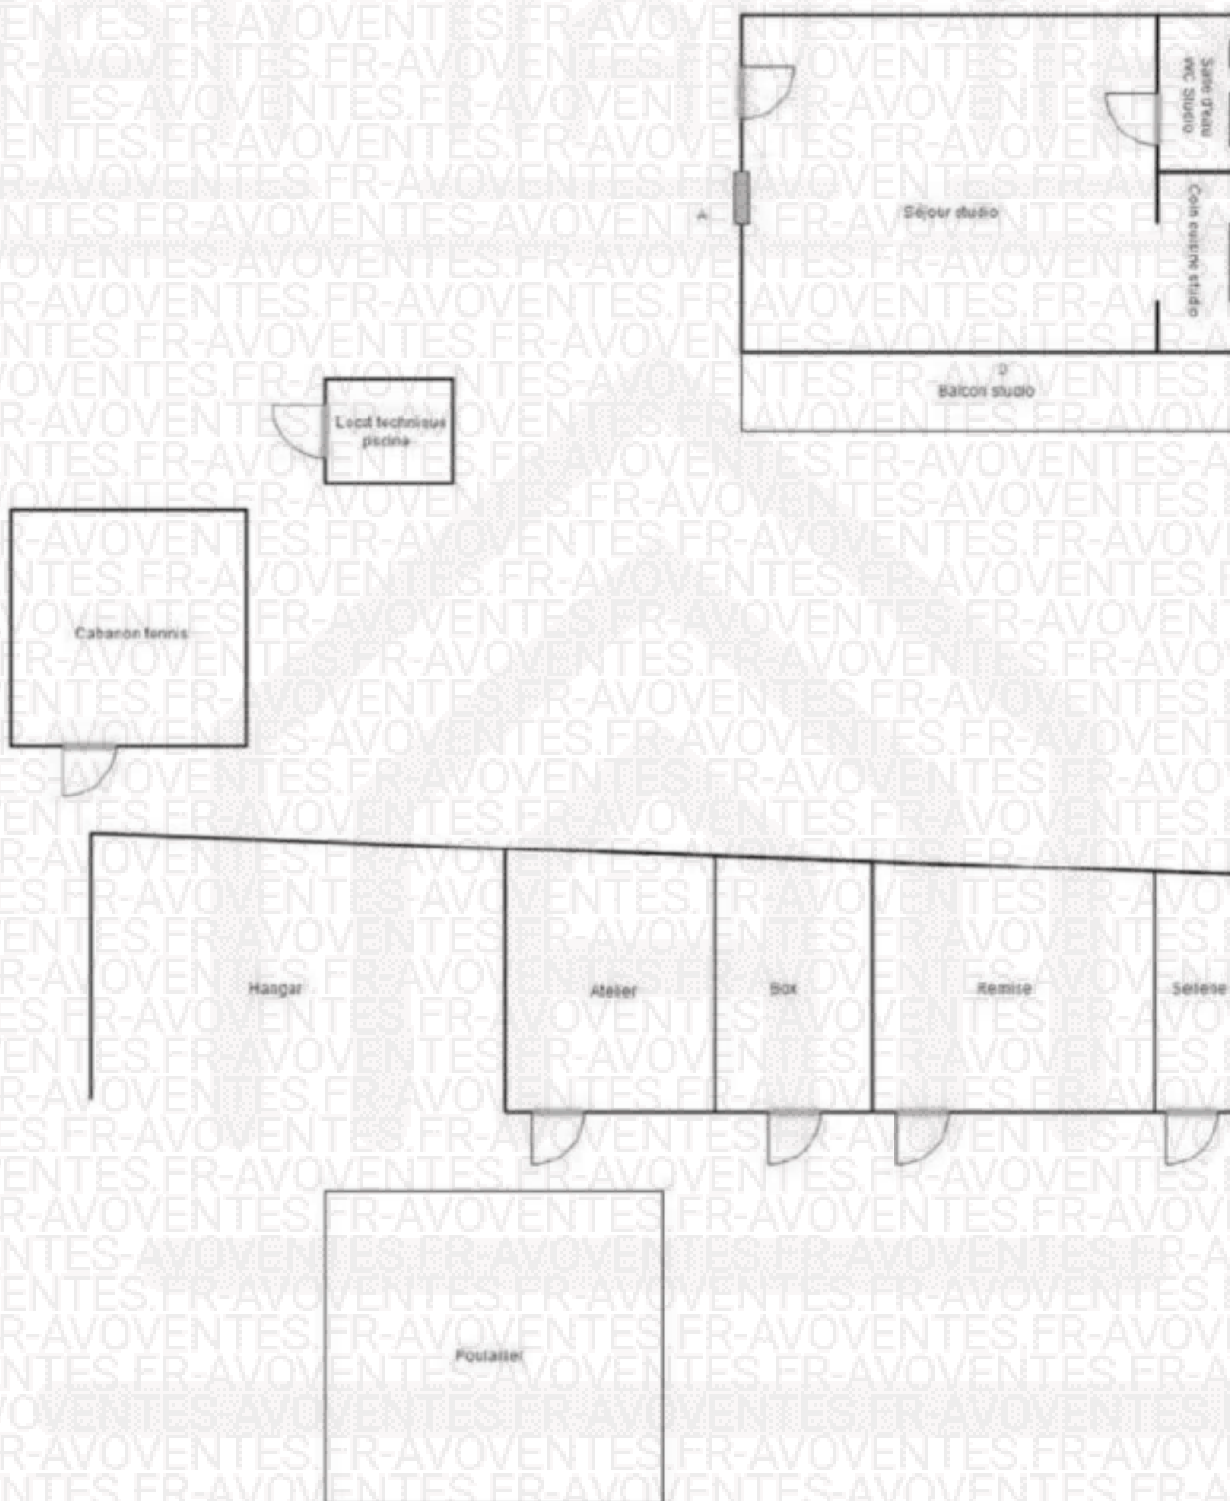 Salle d'eau
WC Studio
Séjour studio
Coin cuisine studio
A
D
Balcon studio
Local technique
piscine
Cabanon tennis
Hangar
Atelier
Box
Remise
Sellerie
Poulailler